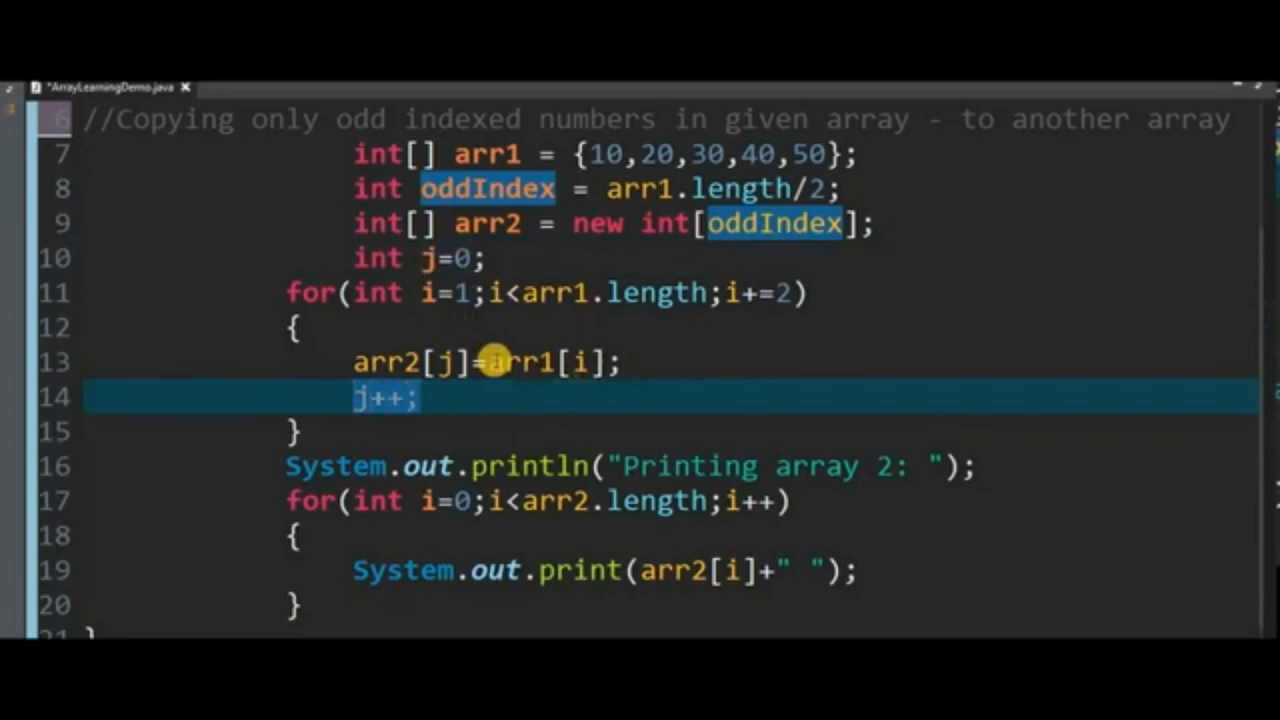 *ArrayLearningDemo.java
6 //Copying only odd indexed numbers in given array - to another array
7 int[] arr1 = {10,20,30,40,50};
8 int oddIndex = arr1.length/2;
9 int[] arr2 = new int[oddIndex];
10 int j=0;
11 for(int i=1;i<arr1.length;i+=2)
12 {
13 arr2[j]=arr1[i];
14 j++;
15 }
16 System.out.println("Printing array 2: ");
17 for(int i=0;i<arr2.length;i++)
18 {
19 System.out.print(arr2[i]+" ");
20 }
21 }